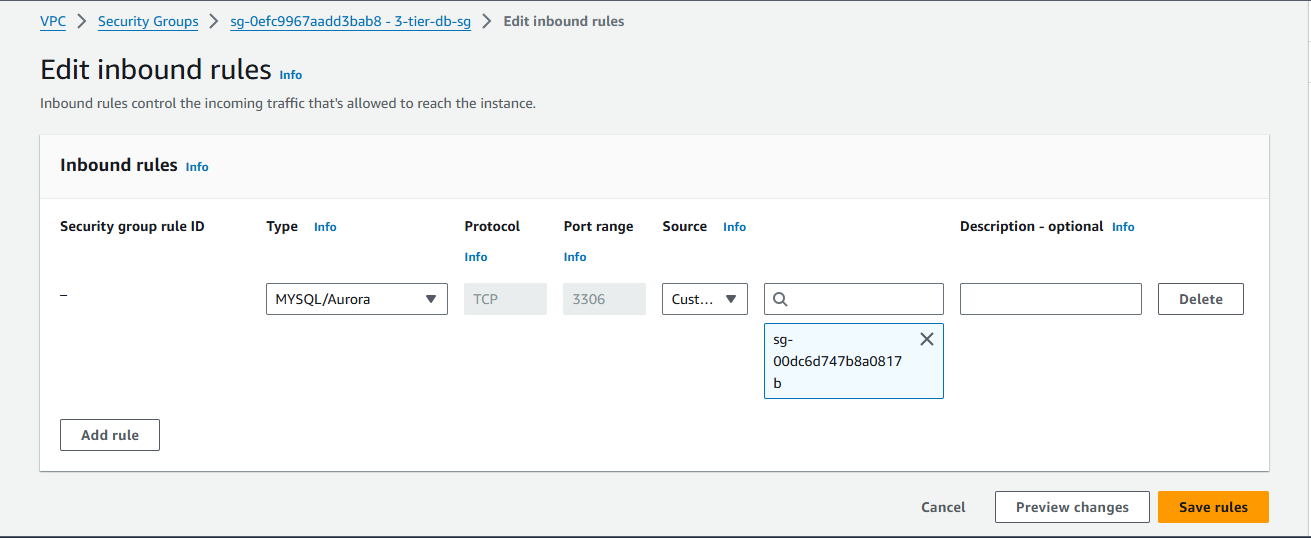 VPC > Security Groups > sg-0efc9967aadd3bab8 - 3-tier-db-sg > Edit inbound rules
Edit inbound rules Info
Inbound rules control the incoming traffic that's allowed to reach the instance.
Inbound rules Info
Security group rule ID Type Info Protocol Port range Source Info Description - optional Info
Info Info
– MYSQL/Aurora TCP 3306 Cust... Delete
sg-
00dc6d747b8a0817
b
Add rule
Cancel Preview changes Save rules